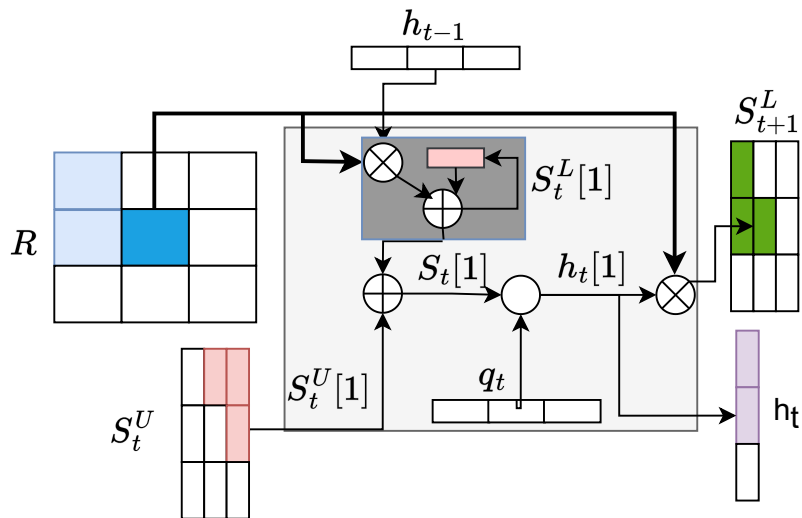 h_{t-1}
S^L_{t+1}
S^L_t[1]
R
S_t[1]
h_t[1]
S^U_t[1]
q_t
S^U_t
h_t